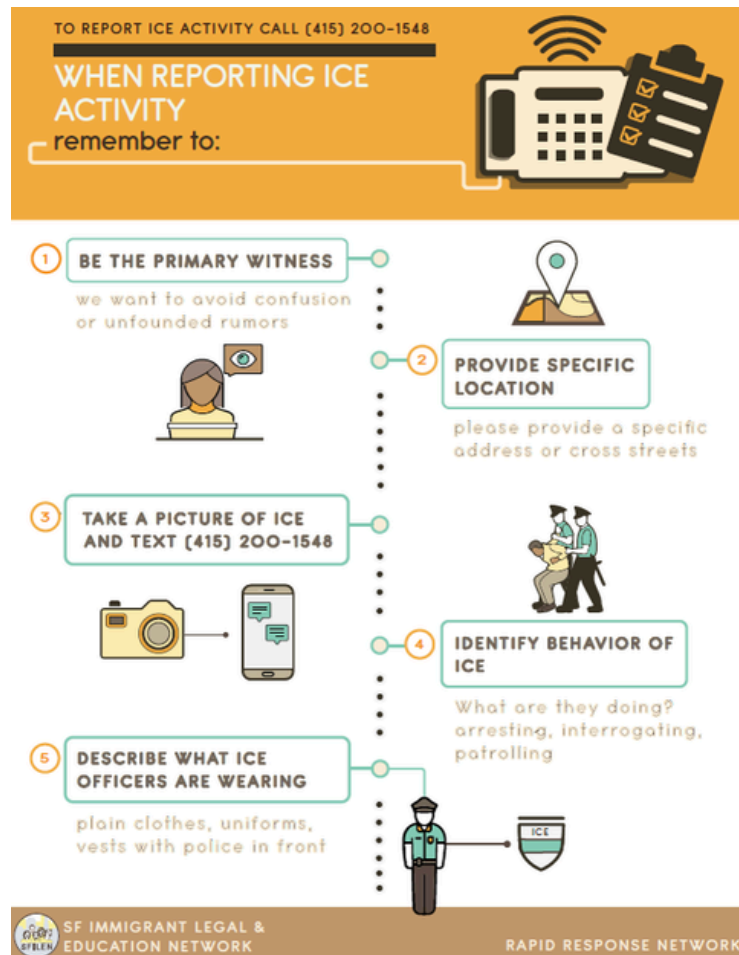 TO REPORT ICE ACTIVITY CALL (415) 200-1548
WHEN REPORTING ICE
ACTIVITY
remember to:
1
BE THE PRIMARY WITNESS
we want to avoid confusion
or unfounded rumors
2
PROVIDE SPECIFIC
LOCATION
please provide a specific
address or cross streets
3
TAKE A PICTURE OF ICE
AND TEXT (415) 200-1548
4
IDENTIFY BEHAVIOR OF
ICE
What are they doing?
arresting, interrogating,
patrolling
5
DESCRIBE WHAT ICE
OFFICERS ARE WEARING
plain clothes, uniforms,
vests with police in front
ICE
SFILEN
SF IMMIGRANT LEGAL &
EDUCATION NETWORK
RAPID RESPONSE NETWORK